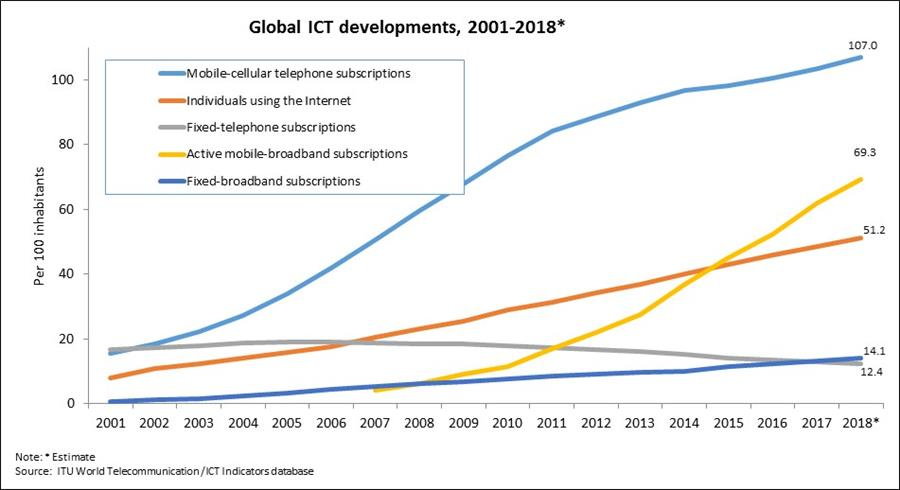 Global ICT developments, 2001-2018*
107.0
Mobile-cellular telephone subscriptions
Individuals using the Internet
Fixed-telephone subscriptions
Active mobile-broadband subscriptions
Fixed-broadband subscriptions
69.3
51.2
14.1
12.4
Per 100 inhabitants
100
80
60
40
20
0
2001 2002 2003 2004 2005 2006 2007 2008 2009 2010 2011 2012 2013 2014 2015 2016 2017 2018*
Note: * Estimate
Source: ITU World Telecommunication/ICT Indicators database